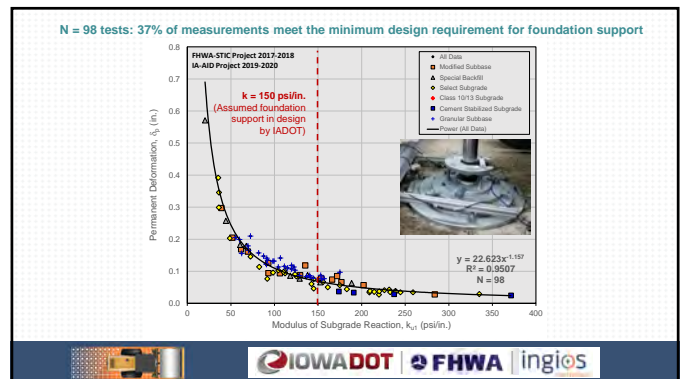 N = 98 tests: 37% of measurements meet the minimum design requirement for foundation support
0.8
0.7
0.6
0.5
0.4
0.3
0.2
0.1
0.0
Permanent Deformation, δp (in.)
FHWA-STIC Project 2017-2018
IA-AID Project 2019-2020
k = 150 psi/in.
(Assumed foundation
support in design
by IADOT)
All Data
Modified Subbase
Special Backfill
Select Subgrade
Class 10/13 Subgrade
Cement Stabilized Subgrade
Granular Subbase
Power (All Data)
y = 22.623x-1.157
R² = 0.9507
N = 98
0 50 100 150 200 250 300 350 400
Modulus of Subgrade Reaction, ku1 (psi/in.)
IOWADOT FHWA ingios